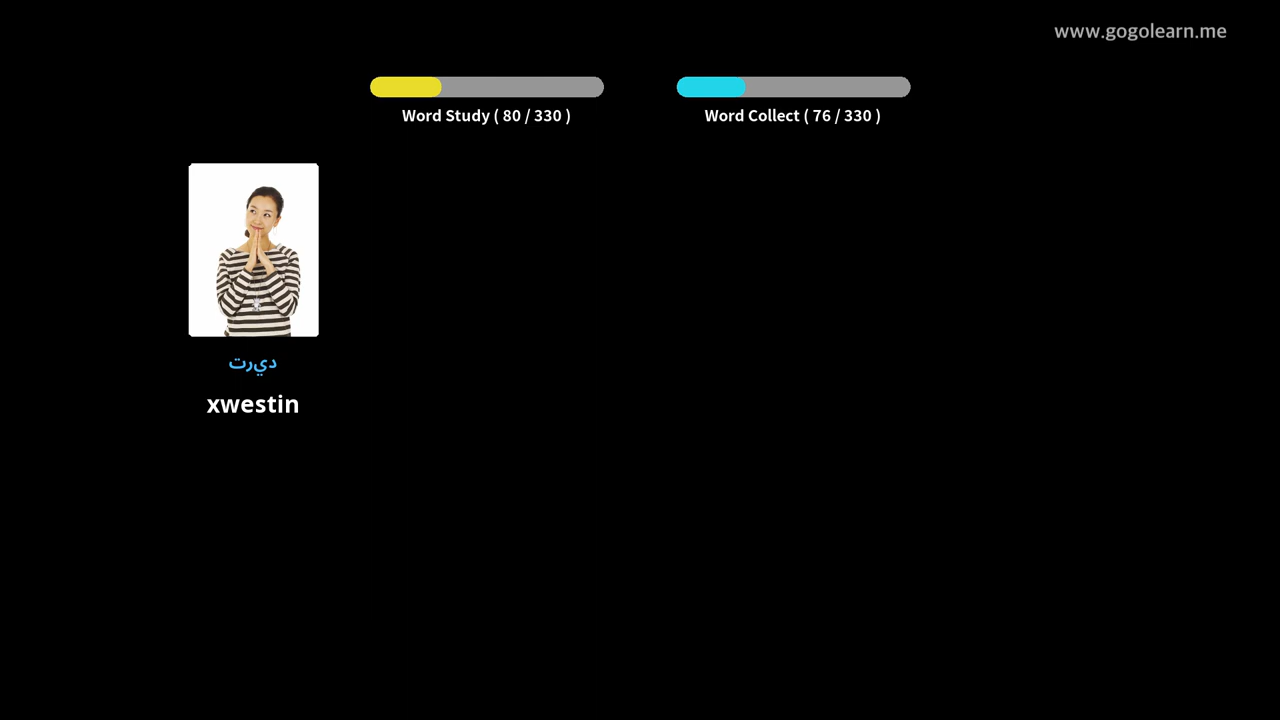 www.gogolearn.me
Word Study ( 80 / 330 )
Word Collect ( 76 / 330 )
ديرت
xwestin